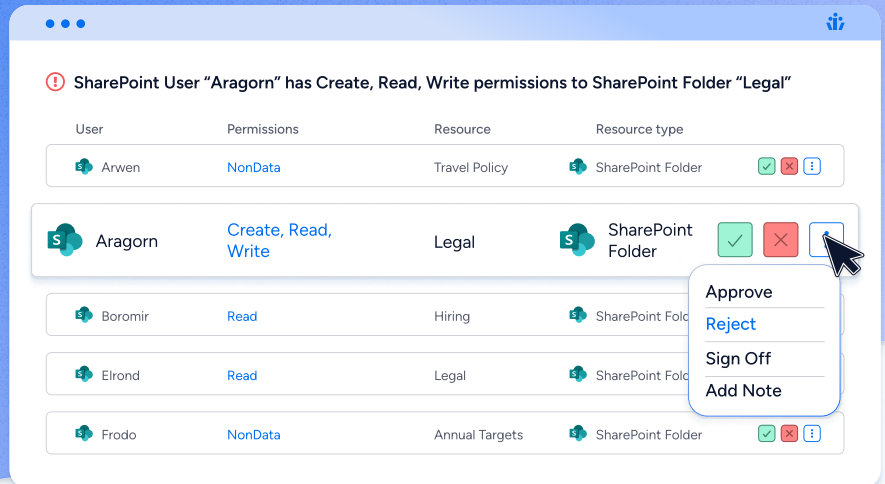 SharePoint User “Aragorn” has Create, Read, Write permissions to SharePoint Folder “Legal”
User Permissions Resource Resource type
S Arwen NonData Travel Policy S SharePoint Folder
S Aragorn Create, Read, Write Legal S SharePoint Folder
Approve
Reject
Sign Off
Add Note
S Boromir Read Hiring S SharePoint Fold
S Elrond Read Legal S SharePoint Fold
S Frodo NonData Annual Targets S SharePoint Folder